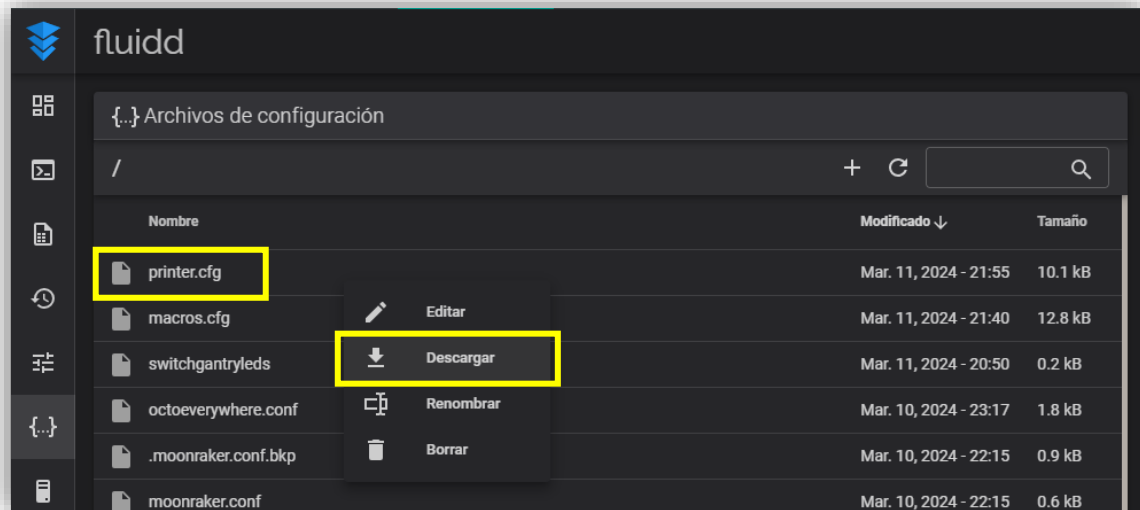 fluidd
{...} Archivos de configuración
/
Nombre Modificado Tamaño
printer.cfg Mar. 11, 2024 - 21:55 10.1 kB
macros.cfg Mar. 11, 2024 - 21:40 12.8 kB
switchgantryleds Mar. 11, 2024 - 20:50 0.2 kB
octoeverywhere.conf Mar. 10, 2024 - 23:17 1.8 kB
.moonraker.conf.bkp Mar. 10, 2024 - 22:15 0.9 kB
moonraker.conf Mar. 10, 2024 - 22:15 0.6 kB
Editar
Descargar
Renombrar
Borrar
{...}